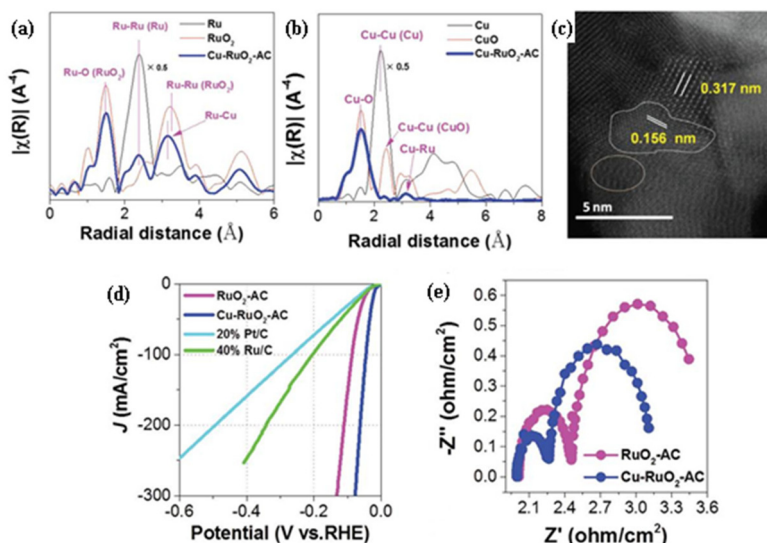 (a)
Ru-Ru (Ru)
Ru
RuO₂
Cu-RuO₂-AC
Ru-O (RuO₂)
× 0.5
Ru-Ru (RuO₂)
Ru-Cu
|χ(R)| (A⁻⁴)
0 2 4 6
Radial distance (Å)
(b)
Cu-Cu (Cu)
Cu
CuO
Cu-RuO₂-AC
× 0.5
Cu-O
Cu-Cu (CuO)
Cu-Ru
|χ(R)| (A⁻⁴)
0 2 4 6 8
Radial distance (Å)
(c)
0.317 nm
0.156 nm
5 nm
(d)
RuO₂-AC
Cu-RuO₂-AC
20% Pt/C
40% Ru/C
0
-100
-200
-300
J (mA/cm²)
-0.6 -0.4 -0.2 0.0
Potential (V vs.RHE)
(e)
0.6
0.5
0.4
0.3
0.2
0.1
0.0
-Z'' (ohm/cm²)
RuO₂-AC
Cu-RuO₂-AC
2.1 2.4 2.7 3.0 3.3 3.6
Z' (ohm/cm²)